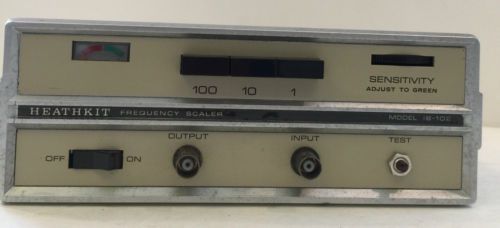 100 10 1
SENSITIVITY
ADJUST TO GREEN
HEATHKIT FREQUENCY SCALER MODEL IB-102
OUTPUT INPUT TEST
OFF ON